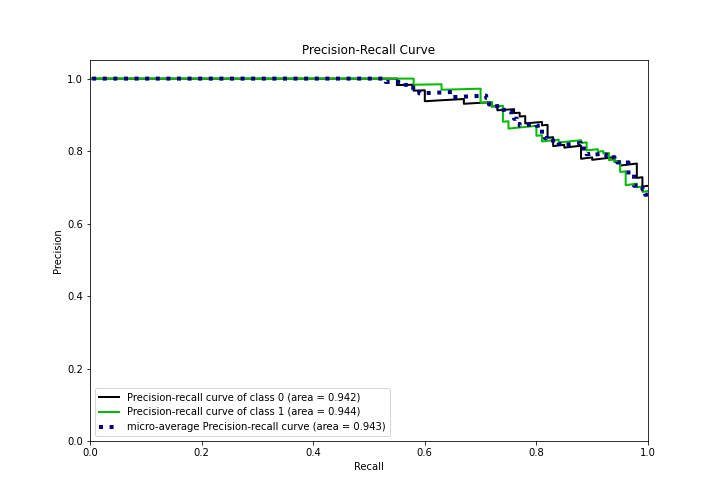 Precision-Recall Curve
1.0
0.8
0.6
0.4
0.2
0.0
Precision
Precision-recall curve of class 0 (area = 0.942)
Precision-recall curve of class 1 (area = 0.944)
micro-average Precision-recall curve (area = 0.943)
0.0 0.2 0.4 0.6 0.8 1.0
Recall